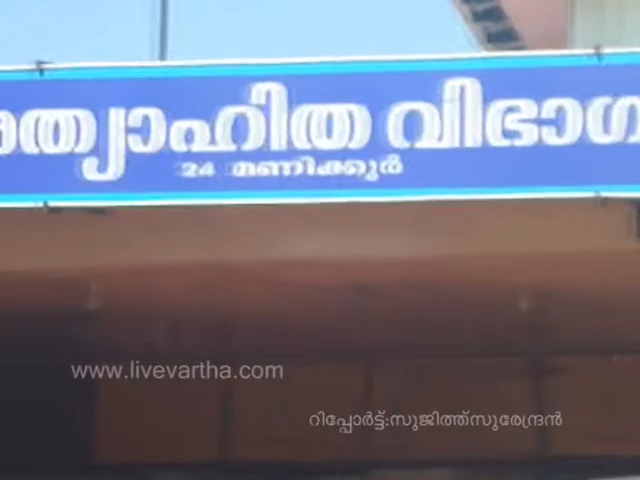 അത്യാഹിത വിഭാഗ
24 മണിക്കൂർ
www.livevartha.com
റിപ്പോർട്ട്:സുജിത്ത്സുരേന്ദ്രൻ